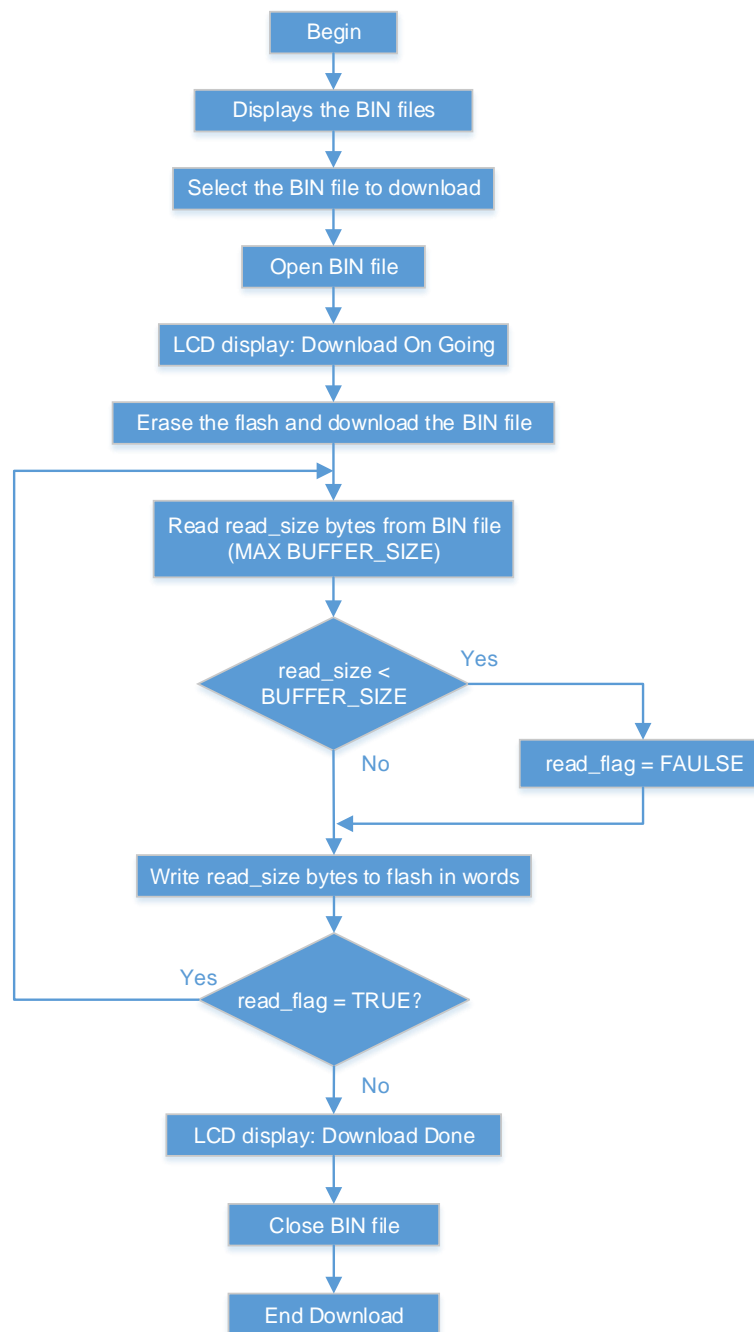 Begin
Displays the BIN files
Select the BIN file to download
Open BIN file
LCD display: Download On Going
Erase the flash and download the BIN file
Read read_size bytes from BIN file
(MAX BUFFER_SIZE)
read_size <
BUFFER_SIZE
Yes
No
read_flag = FAULSE
Write read_size bytes to flash in words
Yes
read_flag = TRUE?
No
LCD display: Download Done
Close BIN file
End Download